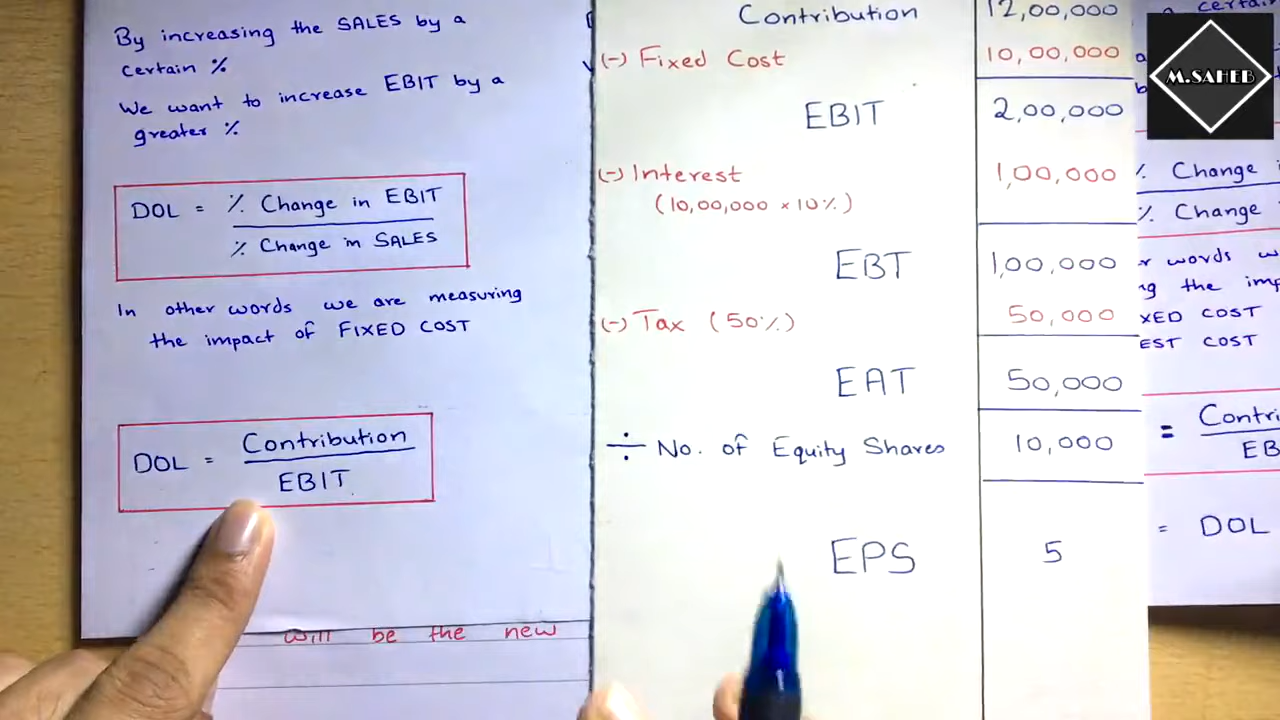 By increasing the SALES by a
certain %
We want to increase EBIT by a
greater %
DOL = % Change in EBIT
% Change in SALES
In other words we are measuring
the impact of FIXED COST
DOL = Contribution
EBIT
will be the new
Contribution 12,00,000
(-) Fixed Cost 10,00,000
EBIT 2,00,000
(-) Interest 1,00,000
(10,00,000 × 10%)
EBT 1,00,000
(-) Tax (50%) 50,000
EAT 50,000
÷ No. of Equity Shares 10,000
EPS 5
M.SAHEB
% Change
% Change
words
the
XED COST
EST COST
= Contri
EB
= DOL